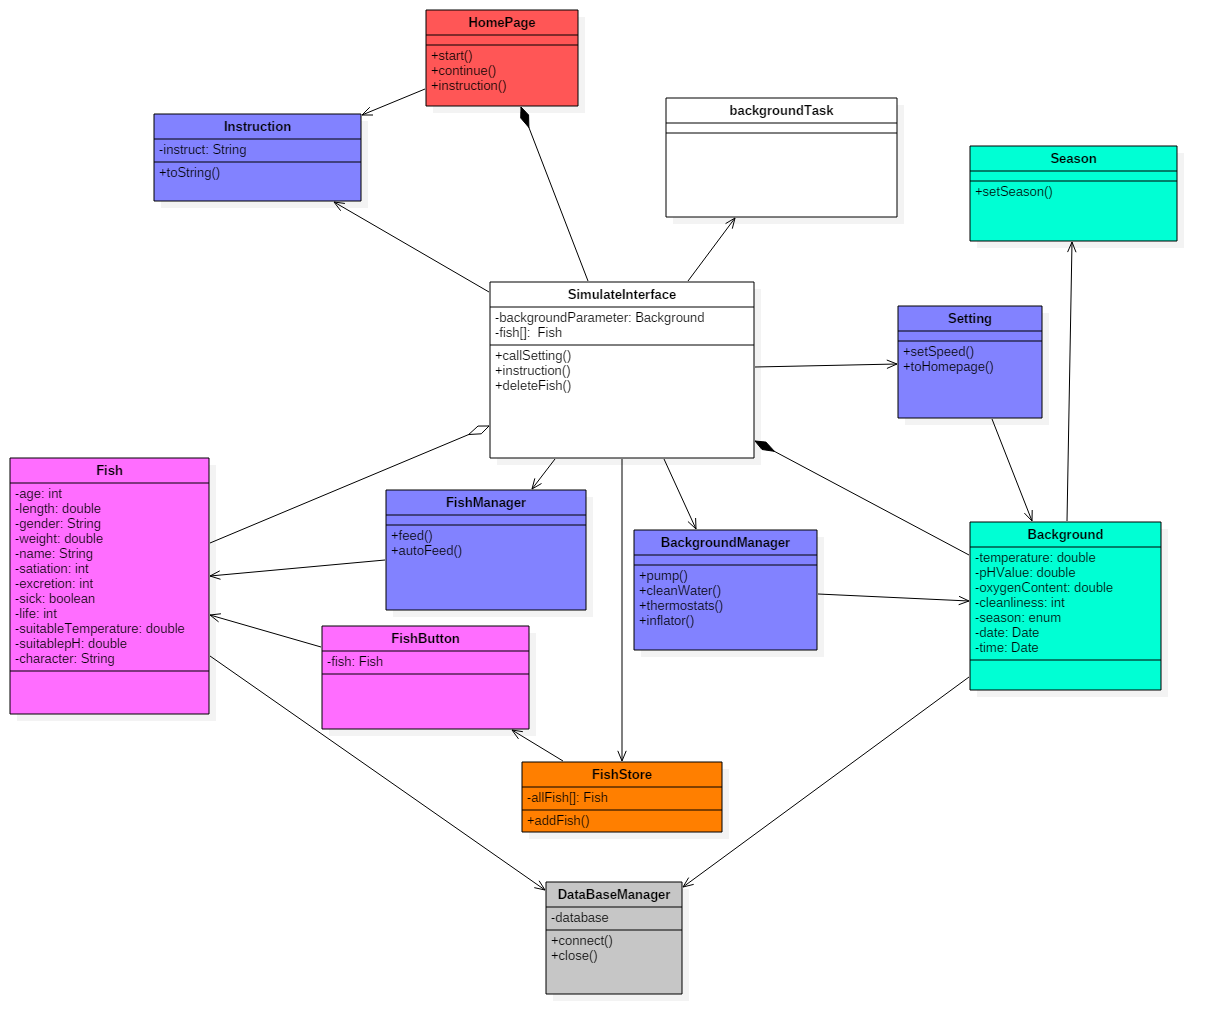 HomePage
+start()
+continue()
+instruction()
Instruction
-instruct: String
+toString()
backgroundTask
Season
+setSeason()
SimulateInterface
-backgroundParameter: Background
-fish[]:  Fish
+callSetting()
+instruction()
+deleteFish()
Setting
+setSpeed()
+toHomepage()
Fish
-age: int
-length: double
-gender: String
-weight: double
-name: String
-satiation: int
-excretion: int
-sick: boolean
-life: int
-suitableTemperature: double
-suitablepH: double
-character: String
FishManager
+feed()
+autoFeed()
BackgroundManager
+pump()
+cleanWater()
+thermostats()
+inflator()
Background
-temperature: double
-pHValue: double
-oxygenContent: double
-cleanliness: int
-season: enum
-date: Date
-time: Date
FishButton
-fish: Fish
FishStore
-allFish[]: Fish
+addFish()
DataBaseManager
-database
+connect()
+close()